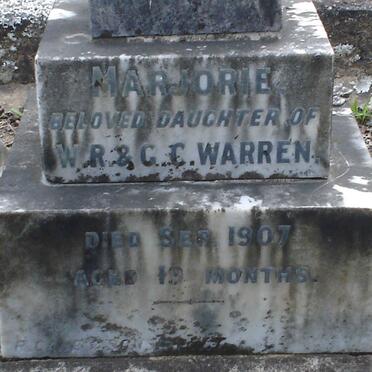 MARJORIE.
BELOVED DAUGHTER OF
W.R. & C.C. WARREN.
DIED SEP. 1907
AGED 19 MONTHS.